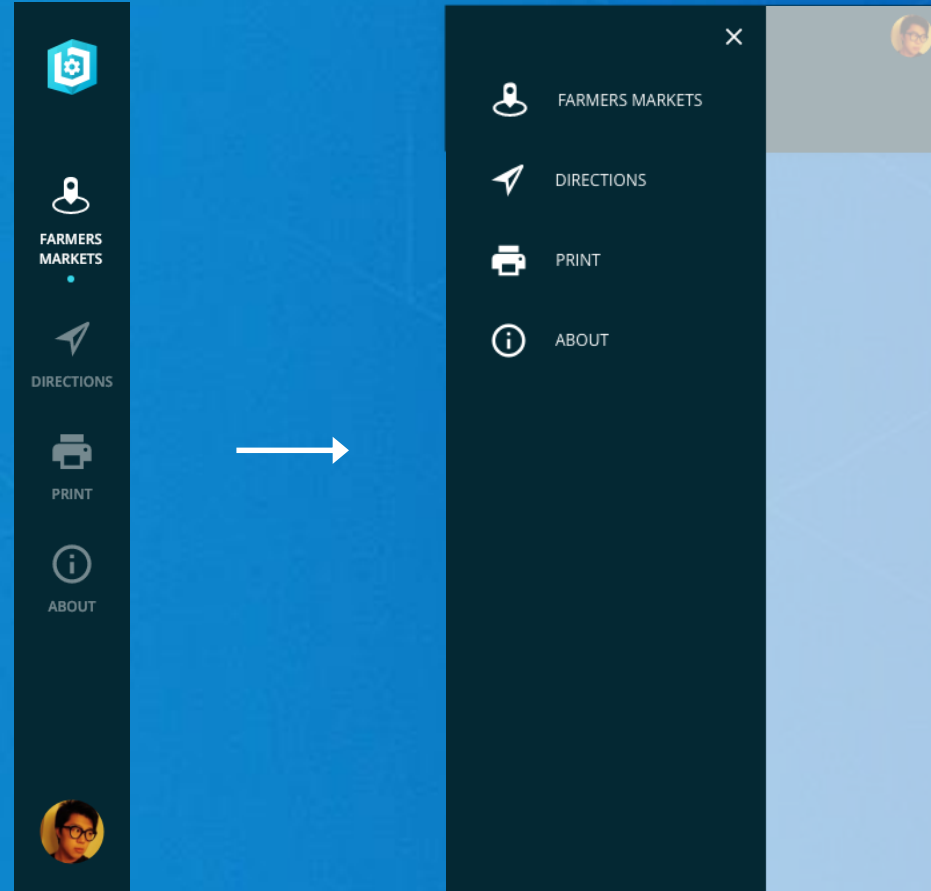 FARMERS
MARKETS
DIRECTIONS
PRINT
ABOUT
FARMERS MARKETS
DIRECTIONS
PRINT
ABOUT